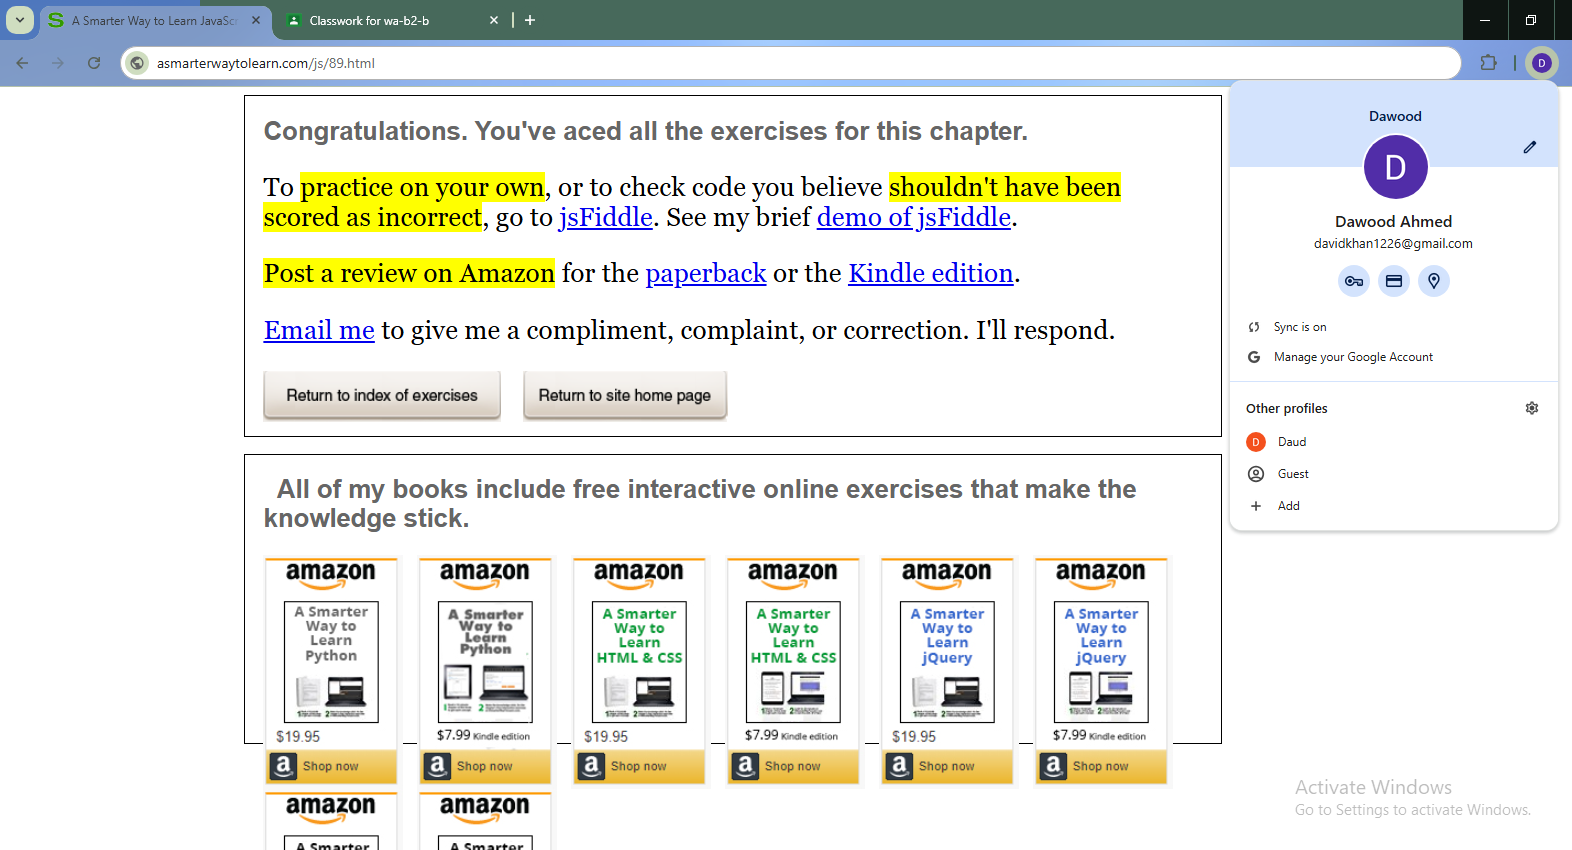 A Smarter Way to Learn JavaSc
Classwork for wa-b2-b
asmarterwaytolearn.com/js/89.html
D
Congratulations. You've aced all the exercises for this chapter.
To practice on your own, or to check code you believe shouldn't have been
scored as incorrect, go to jsFiddle. See my brief demo of jsFiddle.
Post a review on Amazon for the paperback or the Kindle edition.
Email me to give me a compliment, complaint, or correction. I'll respond.
Return to index of exercises
Return to site home page
Dawood
D
Dawood Ahmed
davidkhan1226@gmail.com
Sync is on
Manage your Google Account
Other profiles
D Daud
Guest
Add
All of my books include free interactive online exercises that make the
knowledge stick.
amazon
A Smarter
Way to
Learn
Python
$19.95
Shop now
amazon
A Smarter
Way to
Learn
Python
$7.99 Kindle edition
Shop now
amazon
A Smarter
Way to
Learn
HTML & CSS
$19.95
Shop now
amazon
A Smarter
Way to
Learn
HTML & CSS
$7.99 Kindle edition
Shop now
amazon
A Smarter
Way to
Learn
jQuery
$19.95
Shop now
amazon
A Smarter
Way to
Learn
jQuery
$7.99 Kindle edition
Shop now
amazon
A Smarter
amazon
A Smarter
Activate Windows
Go to Settings to activate Windows.